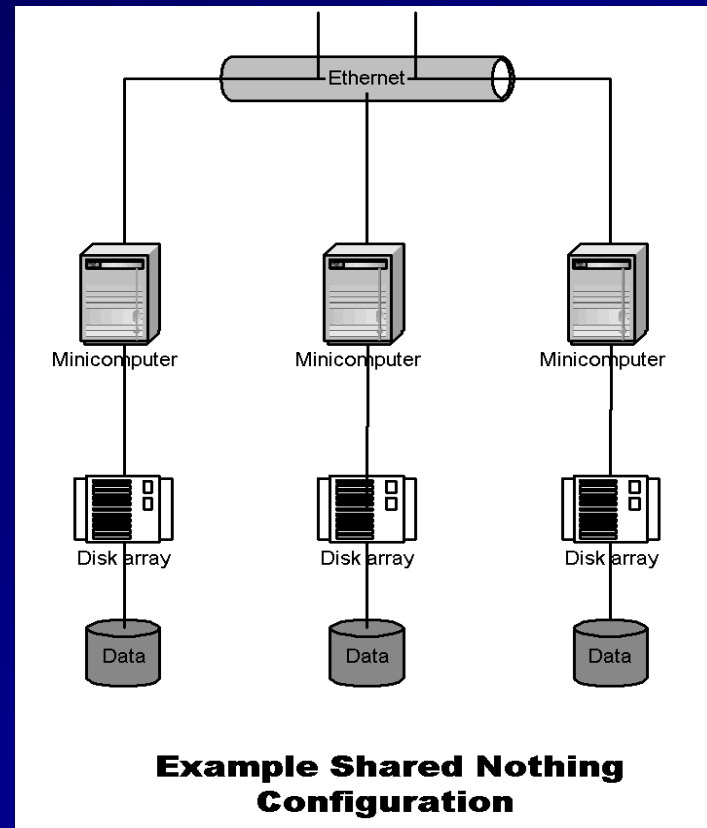 Ethernet
Minicomputer Minicomputer Minicomputer
Disk array Disk array Disk array
Data Data Data
Example Shared Nothing
Configuration